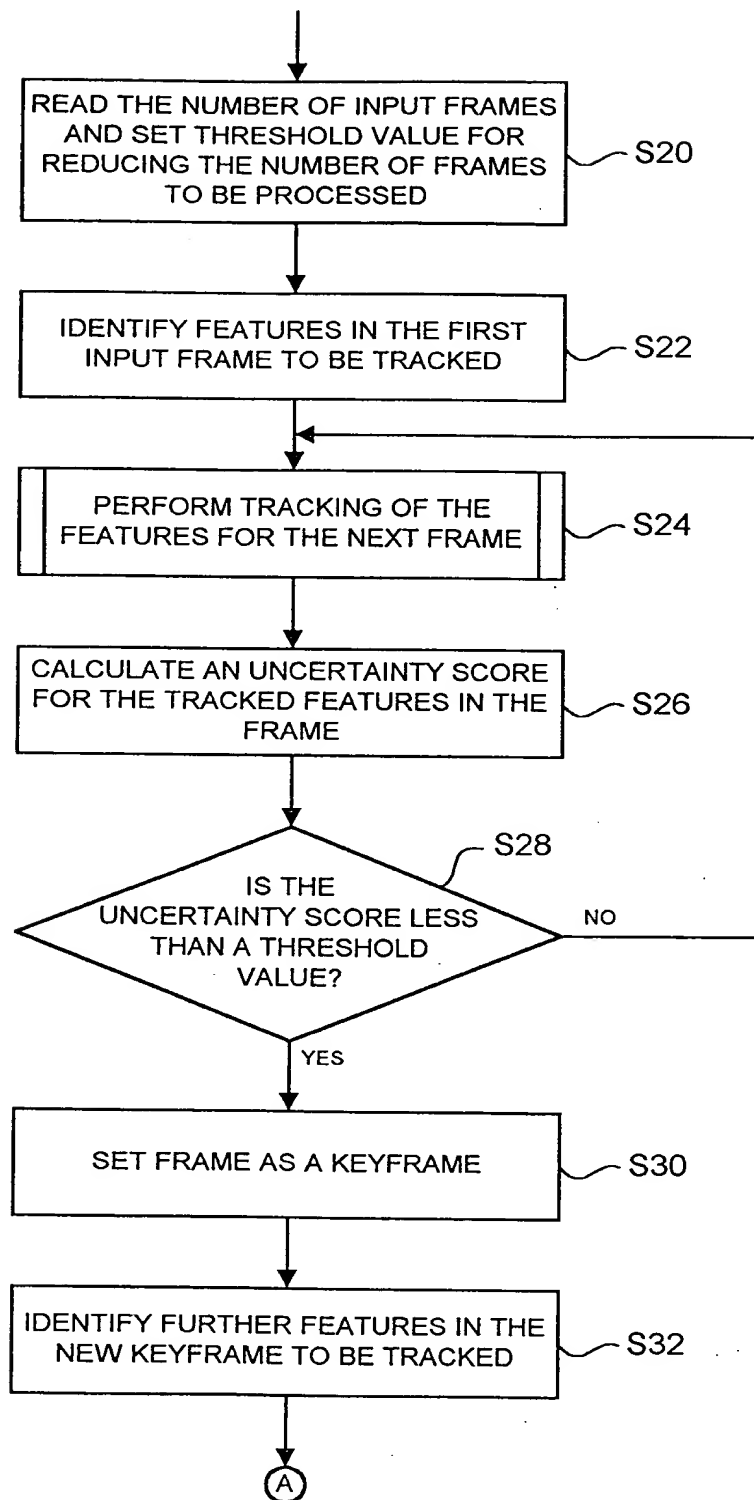 READ THE NUMBER OF INPUT FRAMES
AND SET THRESHOLD VALUE FOR
REDUCING THE NUMBER OF FRAMES
TO BE PROCESSED
S20
IDENTIFY FEATURES IN THE FIRST
INPUT FRAME TO BE TRACKED
S22
PERFORM TRACKING OF THE
FEATURES FOR THE NEXT FRAME
S24
CALCULATE AN UNCERTAINTY SCORE
FOR THE TRACKED FEATURES IN THE
FRAME
S26
S28
IS THE
UNCERTAINTY SCORE LESS
THAN A THRESHOLD
VALUE?
NO
YES
SET FRAME AS A KEYFRAME
S30
IDENTIFY FURTHER FEATURES IN THE
NEW KEYFRAME TO BE TRACKED
S32
A